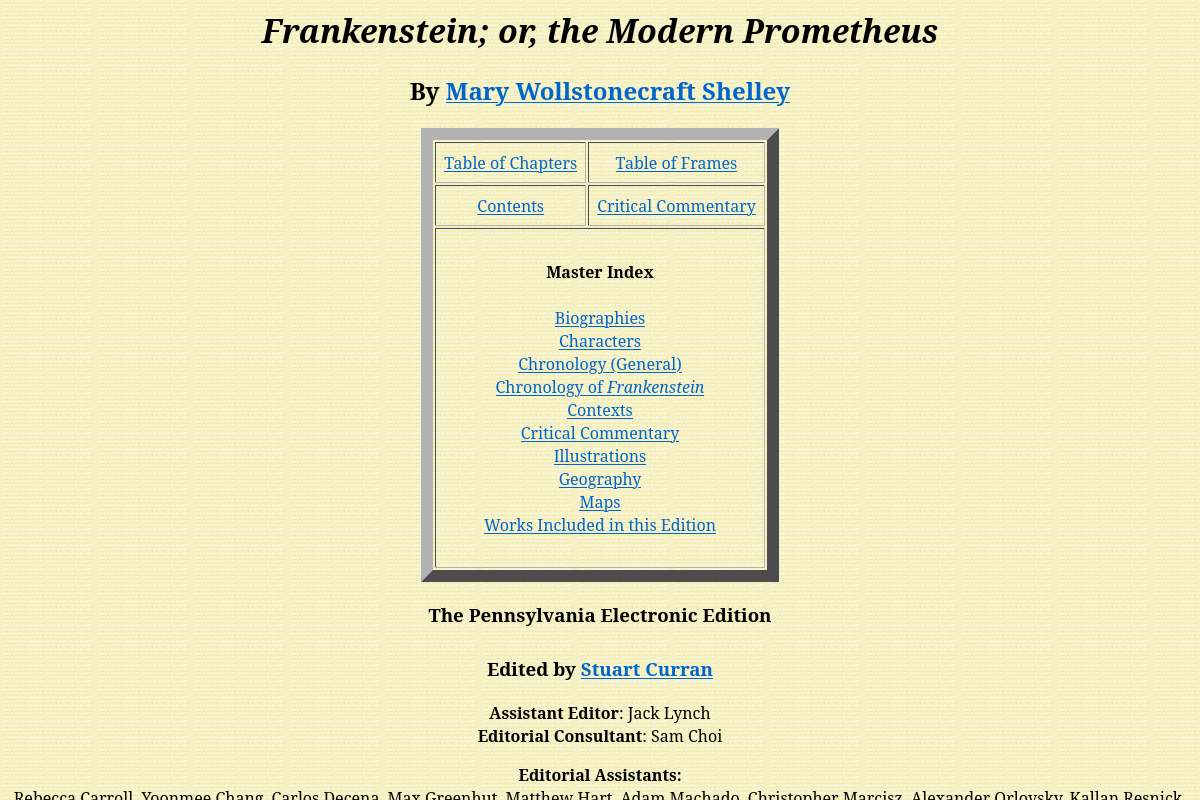 Frankenstein; or, the Modern Prometheus
By Mary Wollstonecraft Shelley
Table of Chapters Table of Frames
Contents Critical Commentary
Master Index
Biographies
Characters
Chronology (General)
Chronology of Frankenstein
Contexts
Critical Commentary
Illustrations
Geography
Maps
Works Included in this Edition
The Pennsylvania Electronic Edition
Edited by Stuart Curran
Assistant Editor: Jack Lynch
Editorial Consultant: Sam Choi
Editorial Assistants:
Rebecca Carroll, Yoonmee Chang, Carlos Decena, Max Greenhut, Matthew Hart, Adam Machado, Christopher Marcisz, Alexander Orlovsky, Kallan Resnick,